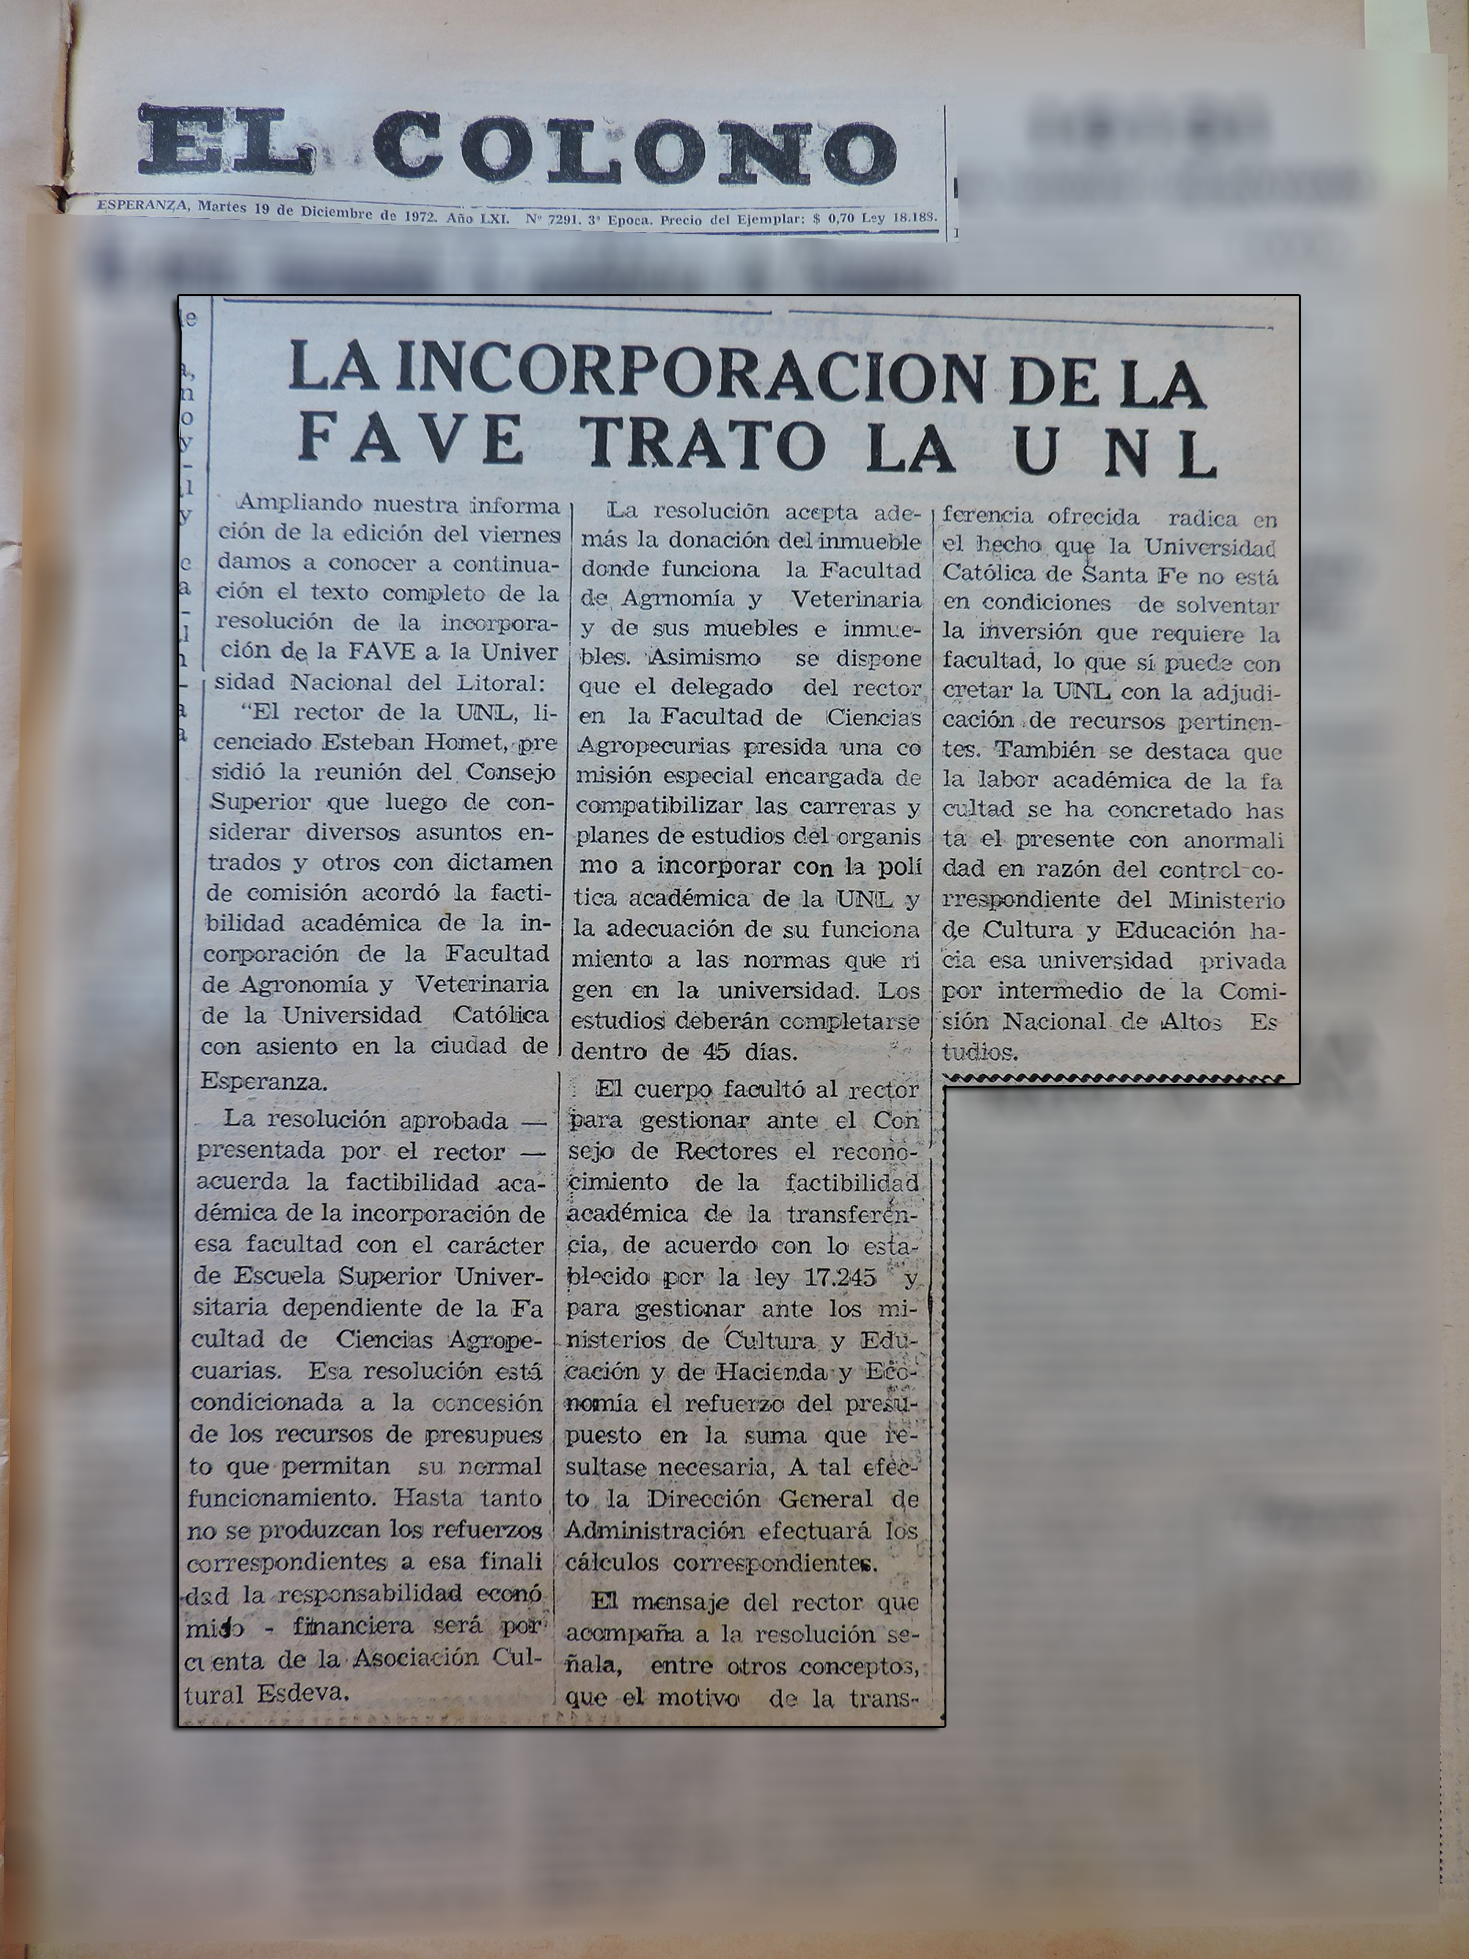 EL COLONO
ESPERANZA, Martes 19 de Diciembre de 1972. Año LXI. Nº 7291. 3ª Epoca. Precio del Ejemplar: $ 0,70 Ley 18.188.
LA INCORPORACION DE LA
FAVE TRATO LA U N L
Ampliando nuestra informa
ción de la edición del viernes
damos a conocer a continua-
ción el texto completo de la
resolución de la incorpora-
ción de la FAVE a la Univer
sidad Nacional del Litoral:
"El rector de la UNL, li-
cenciado Esteban Homet, pre
sidió la reunión del Consejo
Superior que luego de con-
siderar diversos asuntos en-
trados y otros con dictamen
de comisión acordó la facti-
bilidad académica de la in-
corporación de la Facultad
de Agronomía y Veterinaria
de la Universidad Católica
con asiento en la ciudad de
Esperanza.
La resolución aprobada —
presentada por el rector —
acuerda la factibilidad aca-
démica de la incorporación de
esa facultad con el carácter
de Escuela Superior Univer-
sitaria dependiente de la Fa
cultad de Ciencias Agrope-
cuarias. Esa resolución está
condicionada a la concesión
de los recursos de presupues
to que permitan su normal
funcionamiento. Hasta tanto
no se produzcan los refuerzos
correspondientes a esa finali
dad la responsabilidad econó
mido - financiera será por
cuenta de la Asociación Cul-
tural Esdeva.
La resolución acepta ade-
más la donación del inmueble
donde funciona la Facultad
de Agrnomía y Veterinaria
y de sus muebles e inmue-
bles. Asimismo se dispone
que el delegado del rector
en la Facultad de Ciencias
Agropecurias presida una co
misión especial encargada de
compatibilizar las carreras y
planes de estudios del organis
mo a incorporar con la polí
tica académica de la UNL y
la adecuación de su funciona
miento a las normas que ri
gen en la universidad. Los
estudios deberán completarse
dentro de 45 días.
El cuerpo facultó al rector
para gestionar ante el Con
sejo de Rectores el recono-
cimiento de la factibilidad
académica de la transferen-
cia, de acuerdo con lo esta-
blecido por la ley 17.245 y
para gestionar ante los mi-
nisterios de Cultura y Edu-
cación y de Hacienda y Eco-
nomía el refuerzo del presu-
puesto en la suma que re-
sultase necesaria, A tal efec-
to la Dirección General de
Administración efectuará los
cálculos correspondientes.
El mensaje del rector que
acompaña a la resolución se-
ñala, entre otros conceptos,
que el motivo de la trans-
ferencia ofrecida radica en
el hecho que la Universidad
Católica de Santa Fe no está
en condiciones de solventar
la inversión que requiere la
facultad, lo que sí puede con
cretar la UNL con la adjudi-
cación de recursos pertinen-
tes. También se destaca que
la labor académica de la fa
cultad se ha concretado has
ta el presente con anormali
dad en razón del control co-
rrespondiente del Ministerio
de Cultura y Educación ha-
cia esa universidad privada
por intermedio de la Comi-
sión Nacional de Altos Es
tudios.